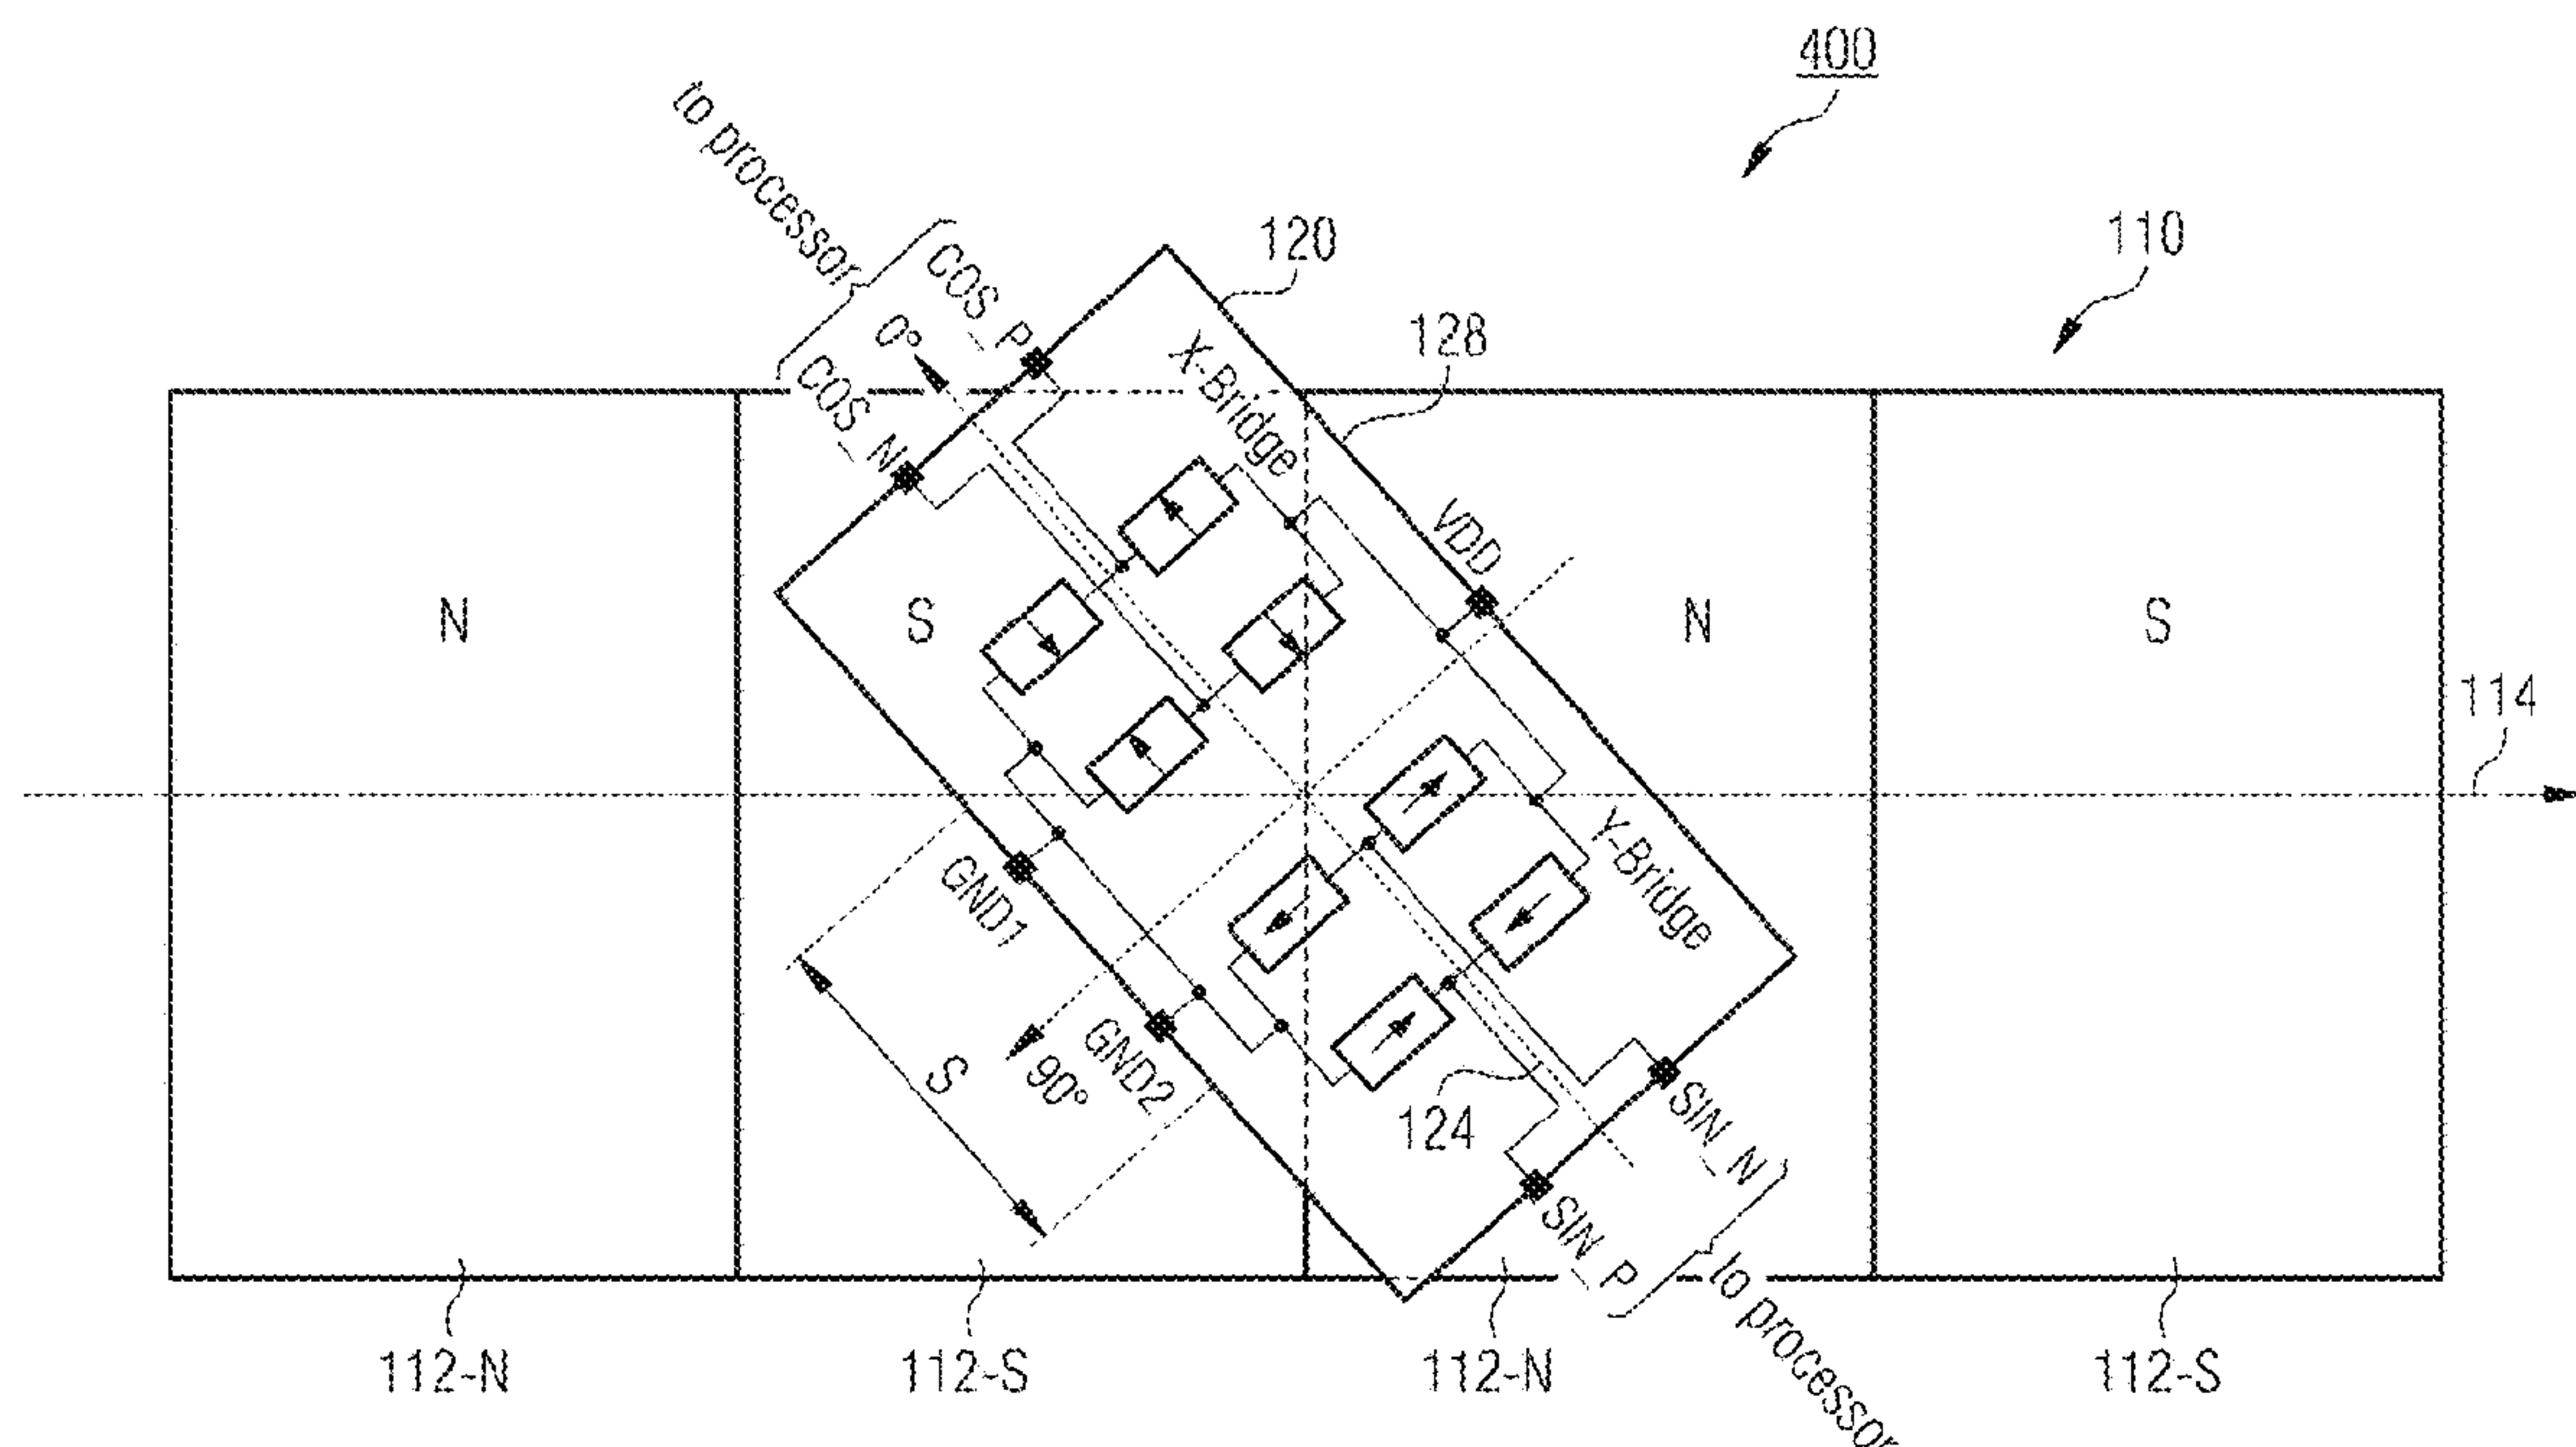 400
to processor
COS_P
0°
COS_N
120
110
128
X-Bridge
VDD
N
S
N
S
114
Y-Bridge
GND1
GND2
90°
S
124
SIN_N
SIN_P
to processor
112-N
112-S
112-N
112-S